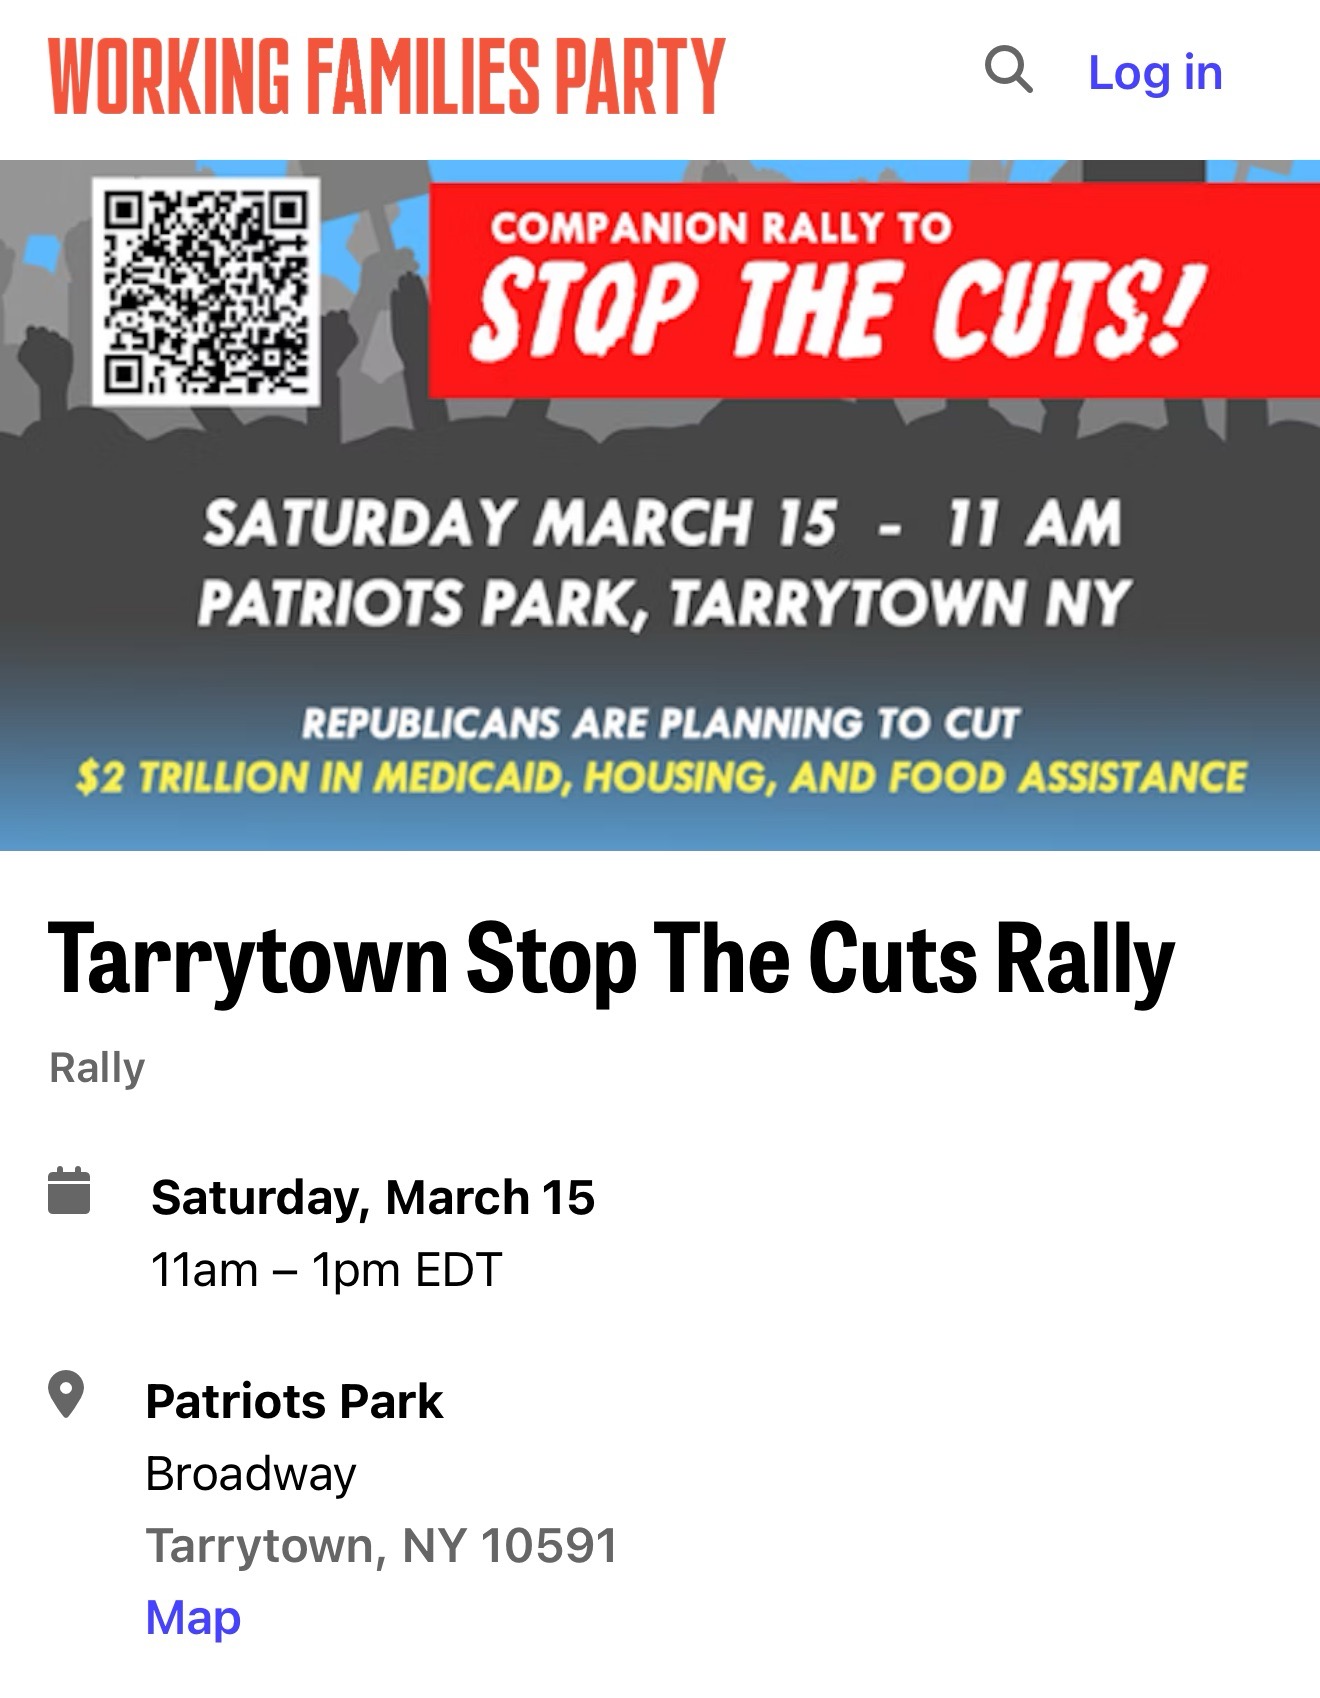 WORKING FAMILIES PARTY
Log in
COMPANION RALLY TO
STOP THE CUTS!
SATURDAY MARCH 15 - 11 AM
PATRIOTS PARK, TARRYTOWN NY
REPUBLICANS ARE PLANNING TO CUT
$2 TRILLION IN MEDICAID, HOUSING, AND FOOD ASSISTANCE
Tarrytown Stop The Cuts Rally
Rally
Saturday, March 15
11am – 1pm EDT
Patriots Park
Broadway
Tarrytown, NY 10591
Map